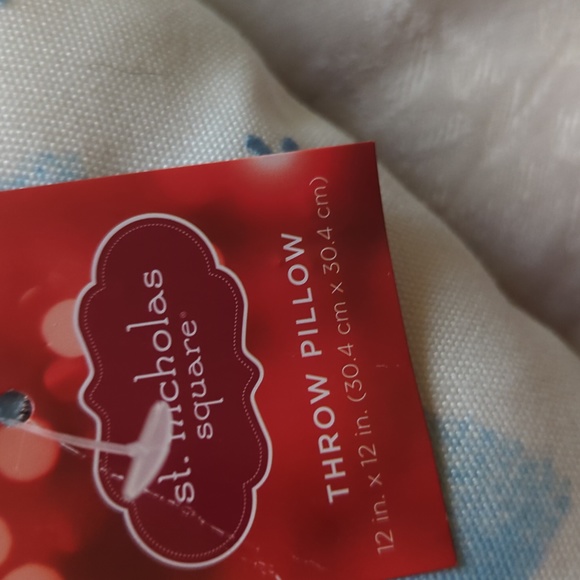 st. nicholas
square®
THROW PILLOW
12 in. x 12 in. (30.4 cm x 30.4 cm)